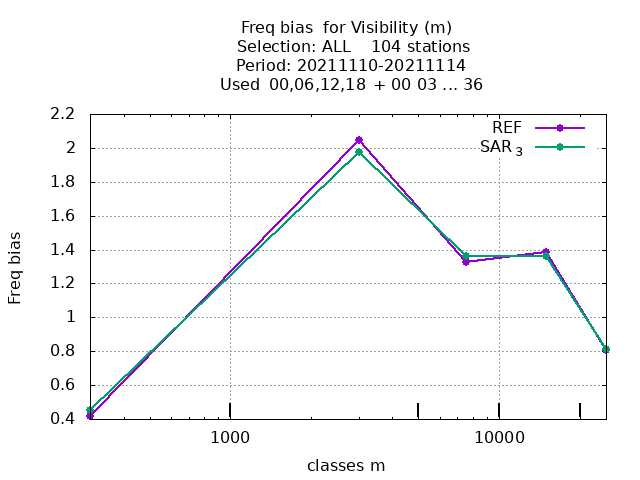 Freq bias for Visibility (m)
Selection: ALL 104 stations
Period: 20211110-20211114
Used 00,06,12,18 + 00 03 ... 36
REF
SAR 3
2.2
2
1.8
1.6
1.4
1.2
1
0.8
0.6
0.4
Freq bias
1000 10000
classes m